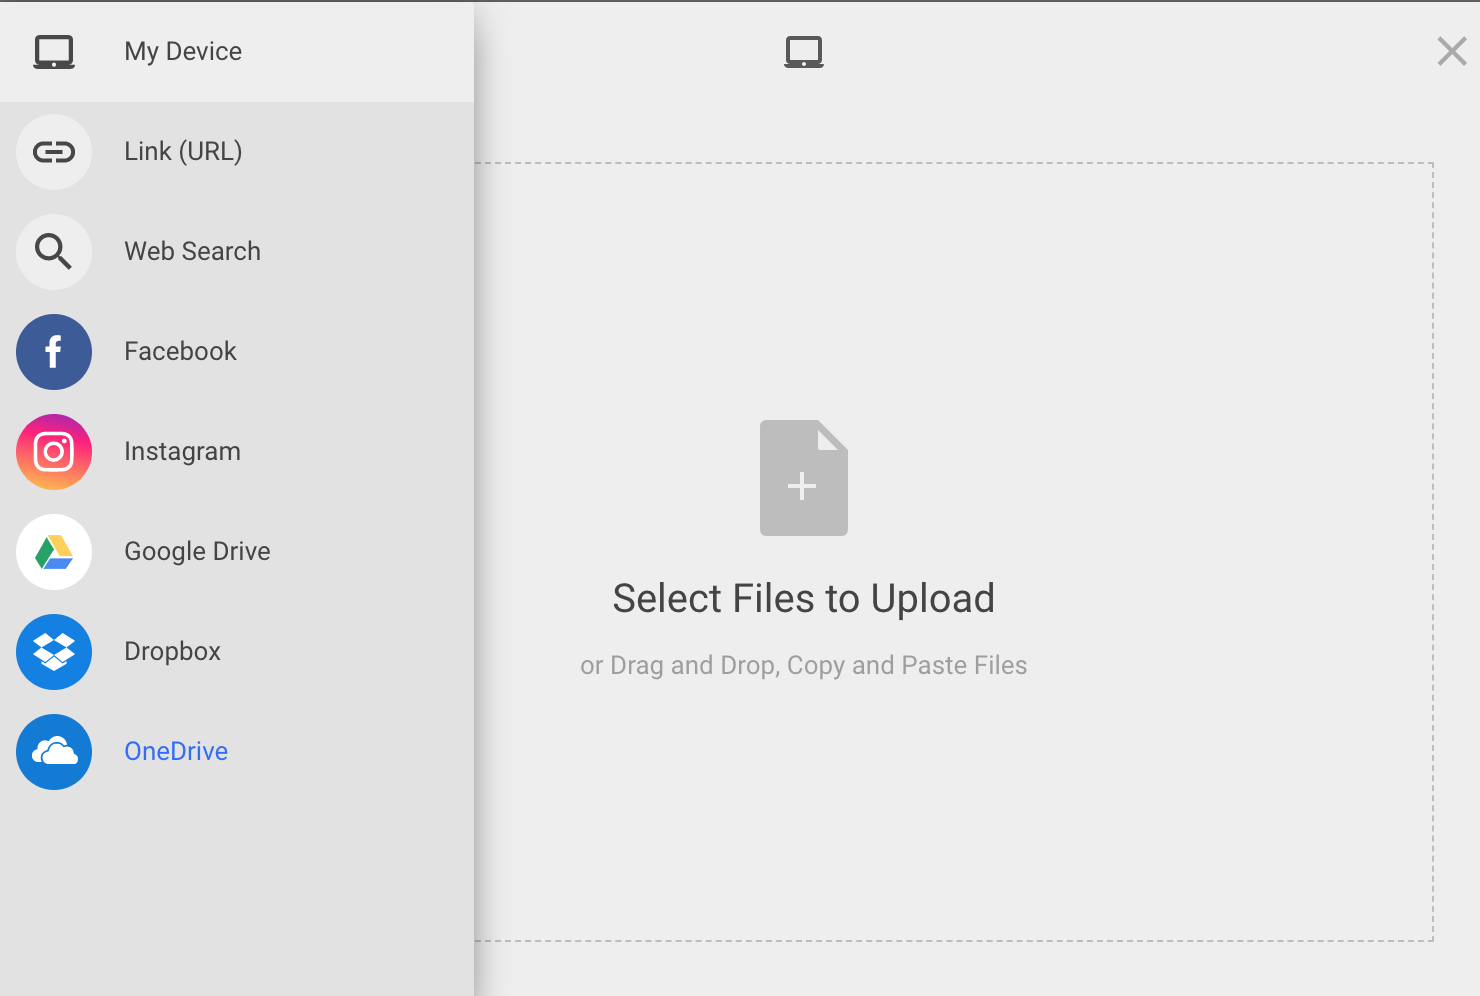 My Device
Link (URL)
Web Search
Facebook
Instagram
Google Drive
Dropbox
OneDrive
Select Files to Upload
or Drag and Drop, Copy and Paste Files